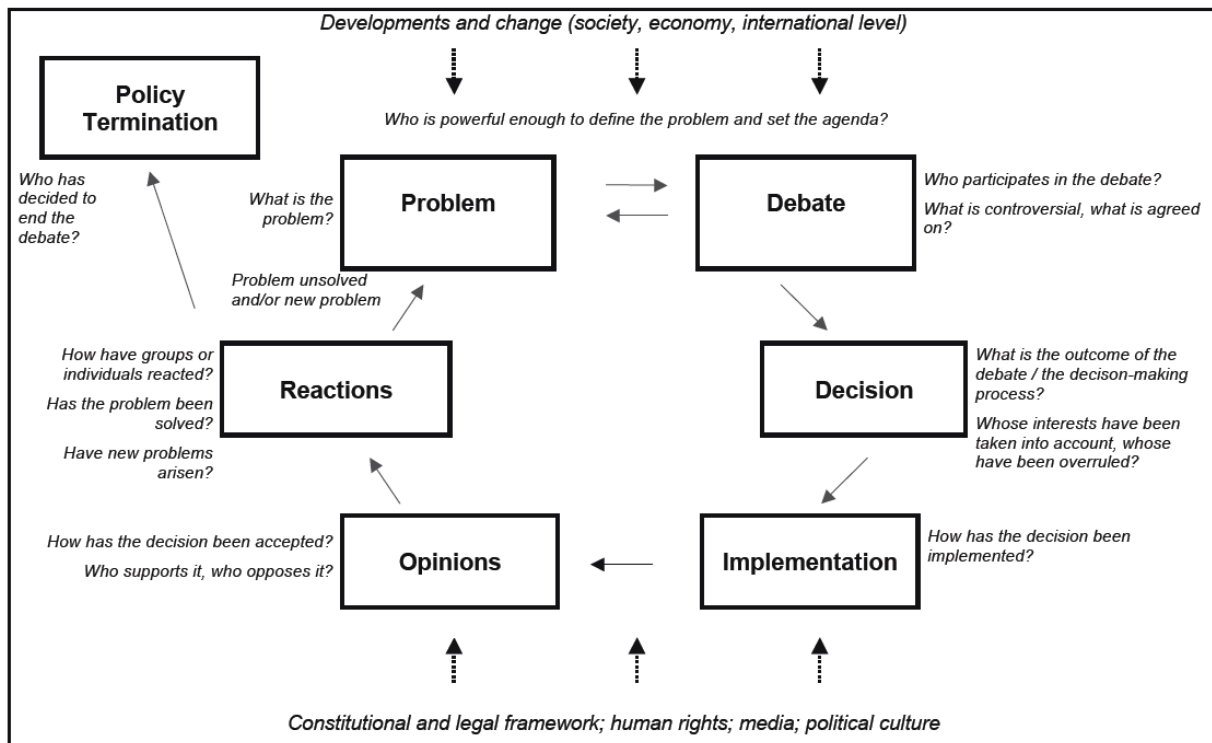 Developments and change (society, economy, international level)
Policy
Termination
Who is powerful enough to define the problem and set the agenda?
Who has
decided to
end the
debate?
What is the
problem?
Problem
Debate
Who participates in the debate?
What is controversial, what is agreed
on?
Problem unsolved
and/or new problem
How have groups or
individuals reacted?
Has the problem been
solved?
Have new problems
arisen?
Reactions
Decision
What is the outcome of the
debate / the decison-making
process?
Whose interests have been
taken into account, whose
have been overruled?
How has the decision been accepted?
Who supports it, who opposes it?
Opinions
Implementation
How has the decision been
implemented?
Constitutional and legal framework; human rights; media; political culture